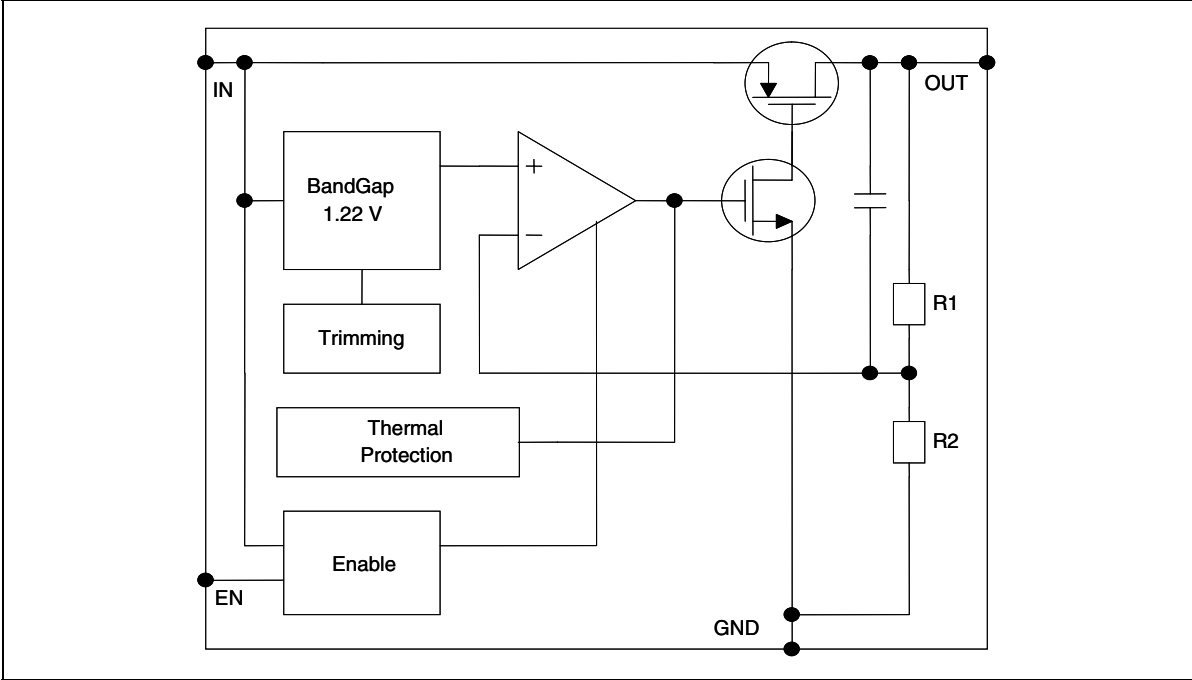 IN
OUT
BandGap
1.22 V
+
−
R1
Trimming
Thermal
Protection
R2
Enable
EN
GND